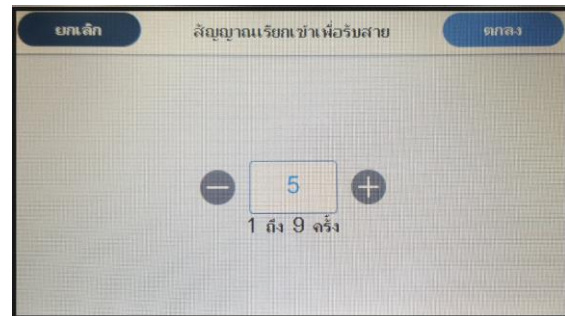 ยกเลิก
สัญญาณเรียกเข้าเพื่อรับสาย
ตกลง
5
1 ถึง 9 ครั้ง